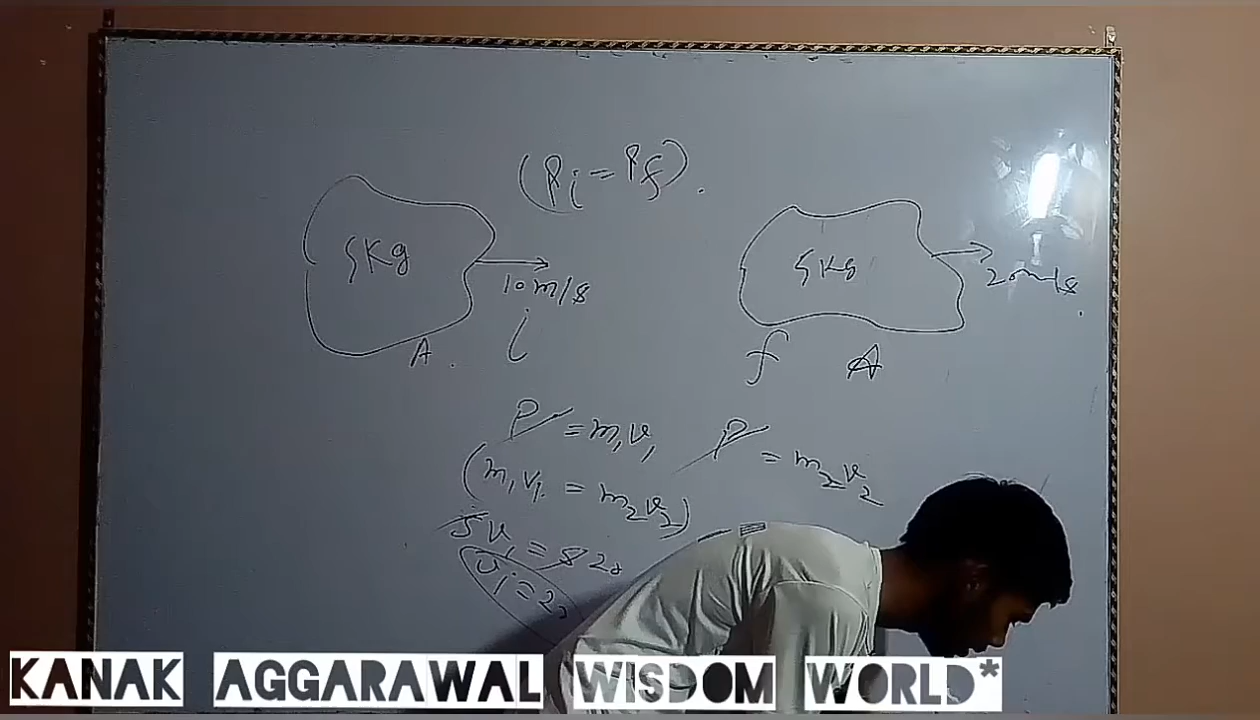 (Pi = Pf).
5Kg
10m/s
A.
i
5Kg
20m/s.
f
A
P = m₁v₁
P = m₂v₂
(m₁v₁ = m₂v₂)
5v₁ = 5 20
v₁ = 20
KANAK AGGARAWAL WISDOM WORLD*